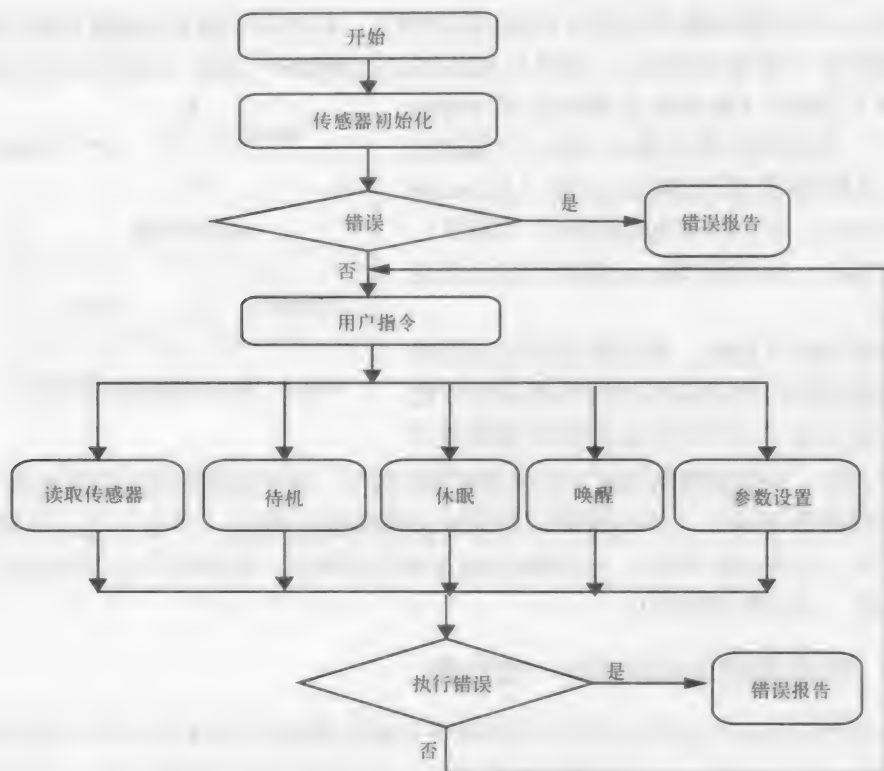 开始
传感器初始化
错误
是
错误报告
否
用户指令
读取传感器
待机
休眠
唤醒
参数设置
执行错误
是
错误报告
否